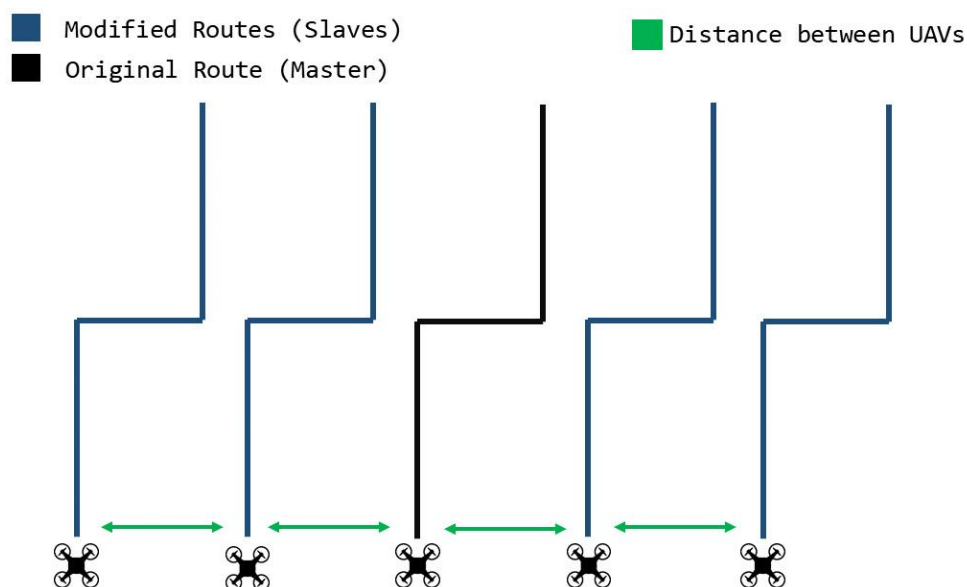 Modified Routes (Slaves)
Distance between UAVs
Original Route (Master)